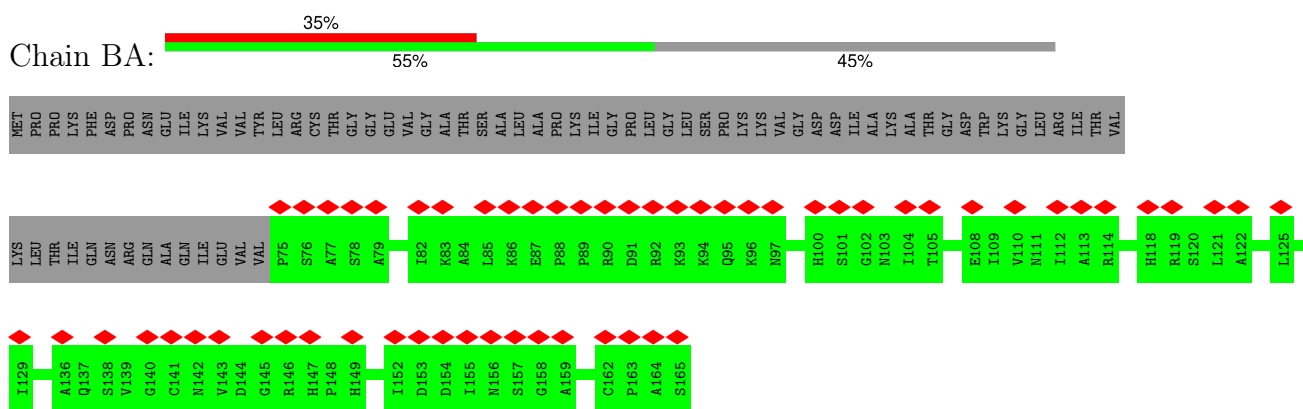 35%
Chain BA:
55% 45%
MET PRO PRO LYS PHE ASP PRO ASN GLU ILE LYS VAL VAL TYR LEU ARG CYS THR GLY GLY GLU VAL GLY ALA THR SER ALA LEU ALA PRO LYS ILE GLY PRO LEU GLY LEU SER PRO LYS LYS VAL GLY ASP ASP ILE ALA LYS ALA THR GLY ASP TRP LYS GLY LEU ARG ILE THR VAL
LYS LEU THR ILE GLN ASN ARG GLN ALA GLN ILE GLU VAL VAL P75 S76 A77 S78 A79 I82 K83 A84 L85 K86 E87 P88 P89 R90 D91 R92 K93 K94 Q95 K96 N97 H100 S101 G102 N103 I104 T105 E108 I109 V110 N111 I112 A113 R114 H118 R119 S120 L121 A122 L125
I129 A136 Q137 S138 V139 G140 C141 N142 V143 D144 G145 R146 H147 P148 H149 I152 D153 D154 I155 N156 S157 G158 A159 C162 P163 A164 S165